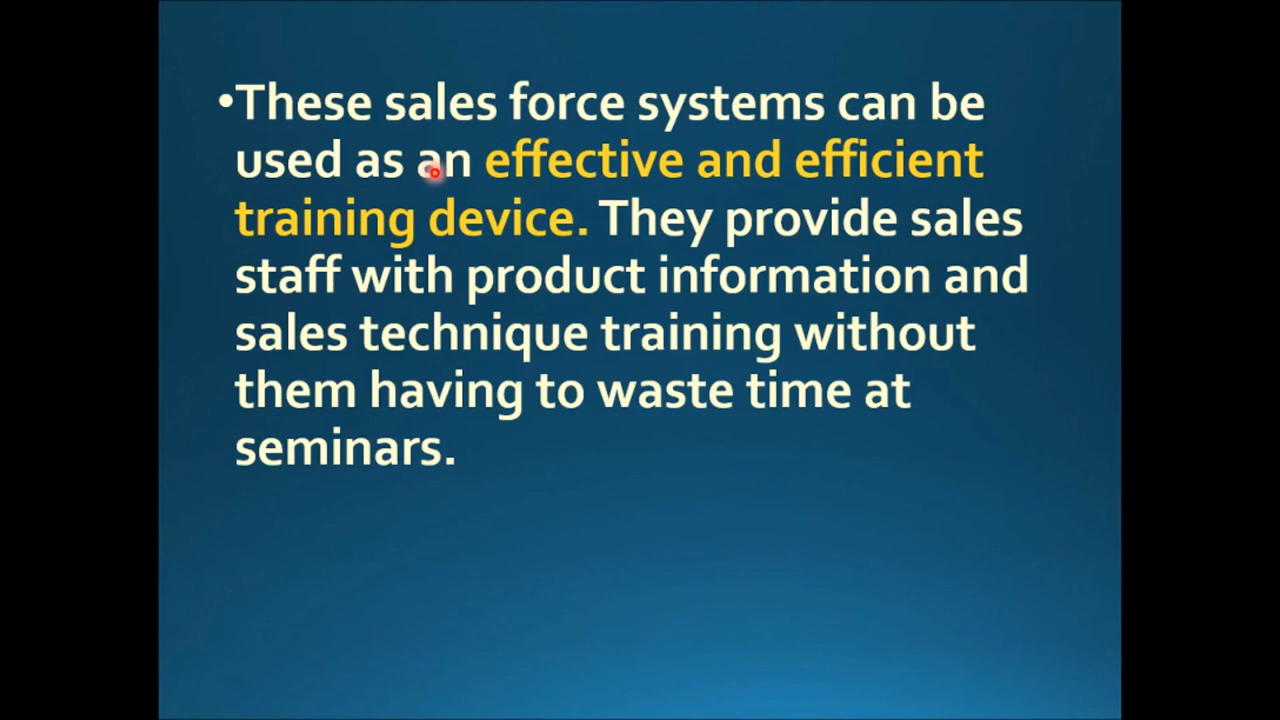 •These sales force systems can be
used as an effective and efficient
training device. They provide sales
staff with product information and
sales technique training without
them having to waste time at
seminars.